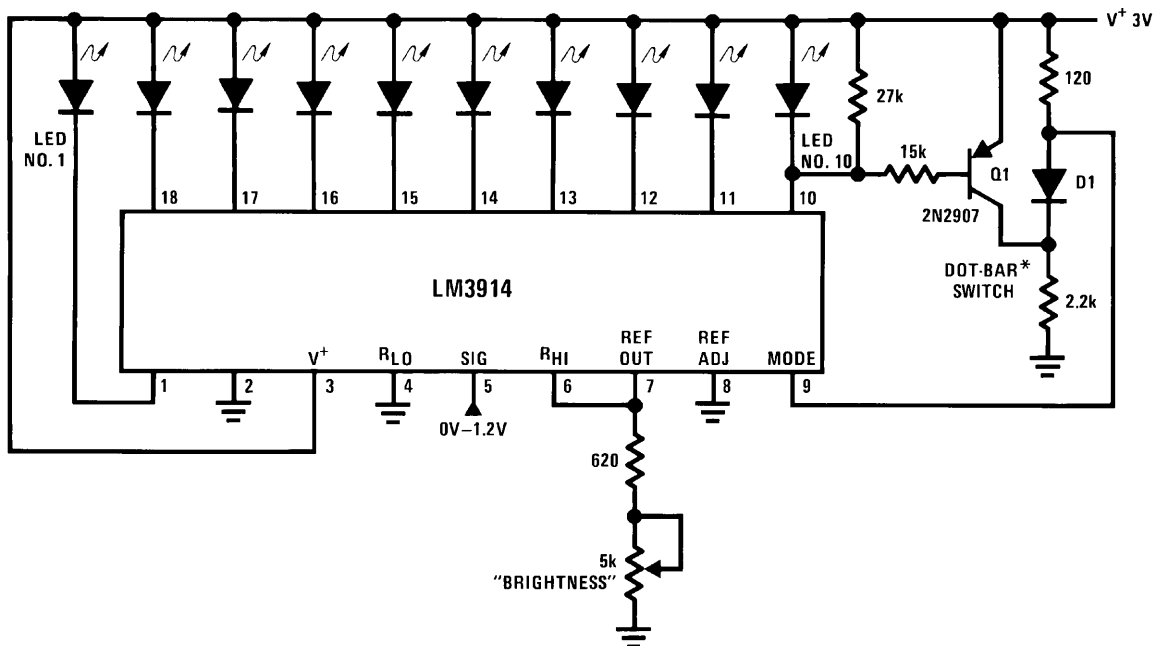 V+ 3V
120
27k
LED
NO. 1
LED
NO. 10
15k
Q1
D1
2N2907
18 17 16 15 14 13 12 11 10
DOT-BAR*
SWITCH
2.2k
LM3914
V+ RLO SIG RHI REF OUT REF ADJ MODE
1 2 3 4 5 6 7 8 9
0V–1.2V
620
5k
"BRIGHTNESS"